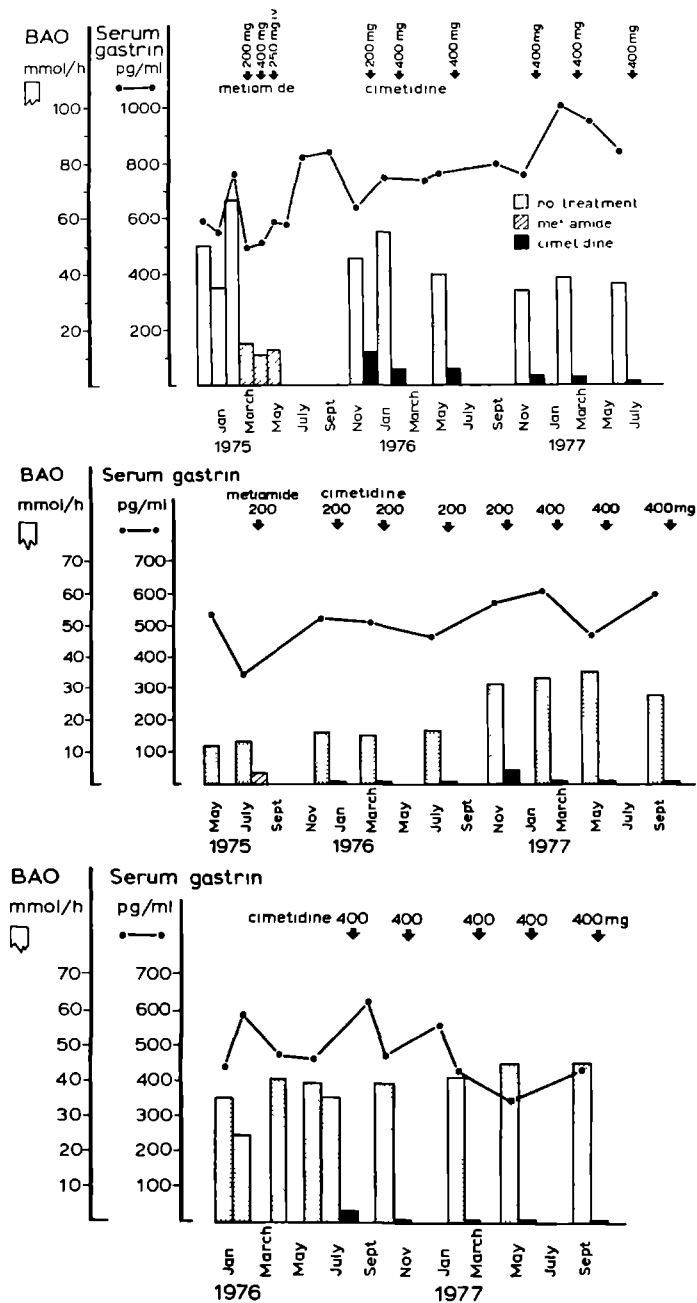 BAO Serum gastrin
mmol/h pg/ml
200 mg
400 mg
250 mg iv
200 mg
400 mg
400 mg
400 mg
400 mg
400 mg
metiam de cimetidine
100 1000
80 800
60 600
40 400
20 200
no treatment
met amide
cimet dine
Jan March May July Sept Nov Jan March May July Sept Nov Jan March May July
1975 1976 1977
BAO Serum gastrin
mmol/h pg/ml
metiamide cimetidine
200 200 200 200 200 400 400 400mg
70 700
60 600
50 500
40 400
30 300
20 200
10 100
May July Sept Nov Jan March May July Sept Nov Jan March May July Sept
1975 1976 1977
BAO Serum gastrin
mmol/h pg/ml
cimetidine 400 400 400 400 400mg
70 700
60 600
50 500
40 400
30 300
20 200
10 100
Jan March May July Sept Nov Jan March May July Sept
1976 1977